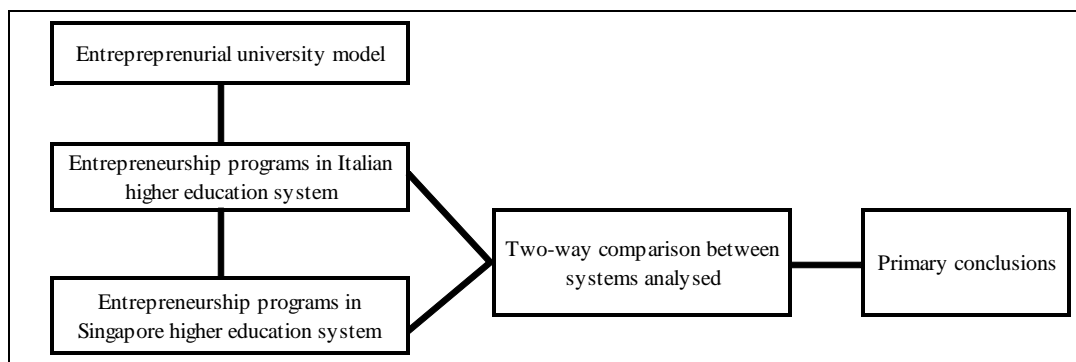 Entrepreprenurial university model
Entrepreneurship programs in Italian
higher education system
Entrepreneurship programs in
Singapore higher education system
Two-way comparison between
systems analysed
Primary conclusions